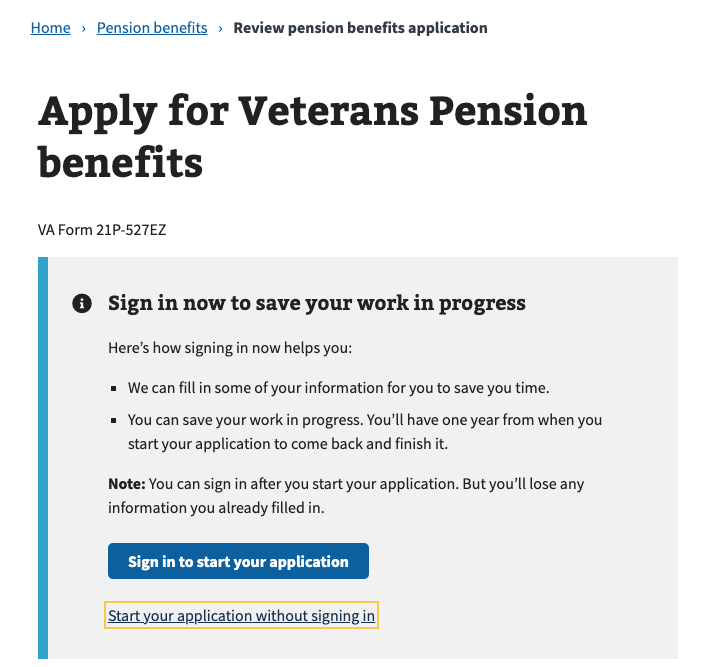 Home › Pension benefits › Review pension benefits application
Apply for Veterans Pension
benefits
VA Form 21P-527EZ
Sign in now to save your work in progress
Here’s how signing in now helps you:
▪ We can fill in some of your information for you to save you time.
▪ You can save your work in progress. You’ll have one year from when you
start your application to come back and finish it.
Note: You can sign in after you start your application. But you’ll lose any
information you already filled in.
Sign in to start your application
Start your application without signing in